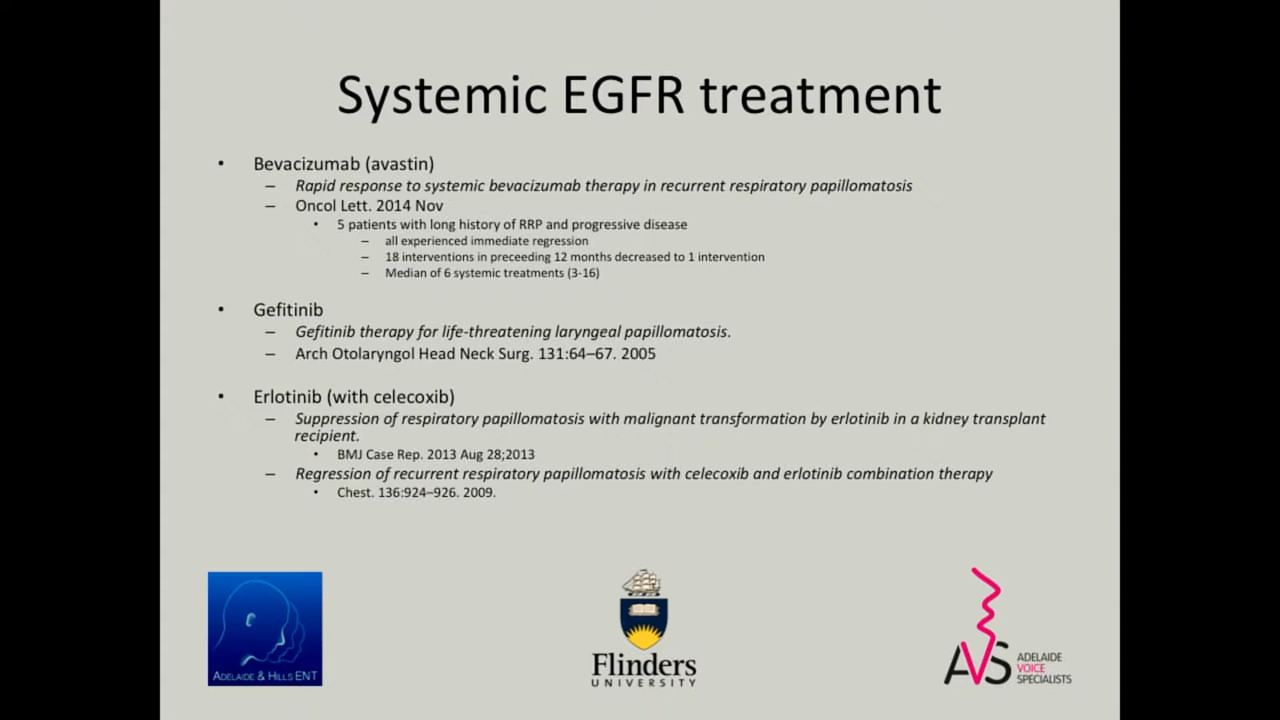 Systemic EGFR treatment
• Bevacizumab (avastin)
– Rapid response to systemic bevacizumab therapy in recurrent respiratory papillomatosis
– Oncol Lett. 2014 Nov
• 5 patients with long history of RRP and progressive disease
– all experienced immediate regression
– 18 interventions in preceeding 12 months decreased to 1 intervention
– Median of 6 systemic treatments (3-16)
• Gefitinib
– Gefitinib therapy for life-threatening laryngeal papillomatosis.
– Arch Otolaryngol Head Neck Surg. 131:64–67. 2005
• Erlotinib (with celecoxib)
– Suppression of respiratory papillomatosis with malignant transformation by erlotinib in a kidney transplant
recipient.
• BMJ Case Rep. 2013 Aug 28;2013
– Regression of recurrent respiratory papillomatosis with celecoxib and erlotinib combination therapy
• Chest. 136:924–926. 2009.
ADELAIDE & HILLS ENT
Flinders
UNIVERSITY
AVS
ADELAIDE
VOICE
SPECIALISTS